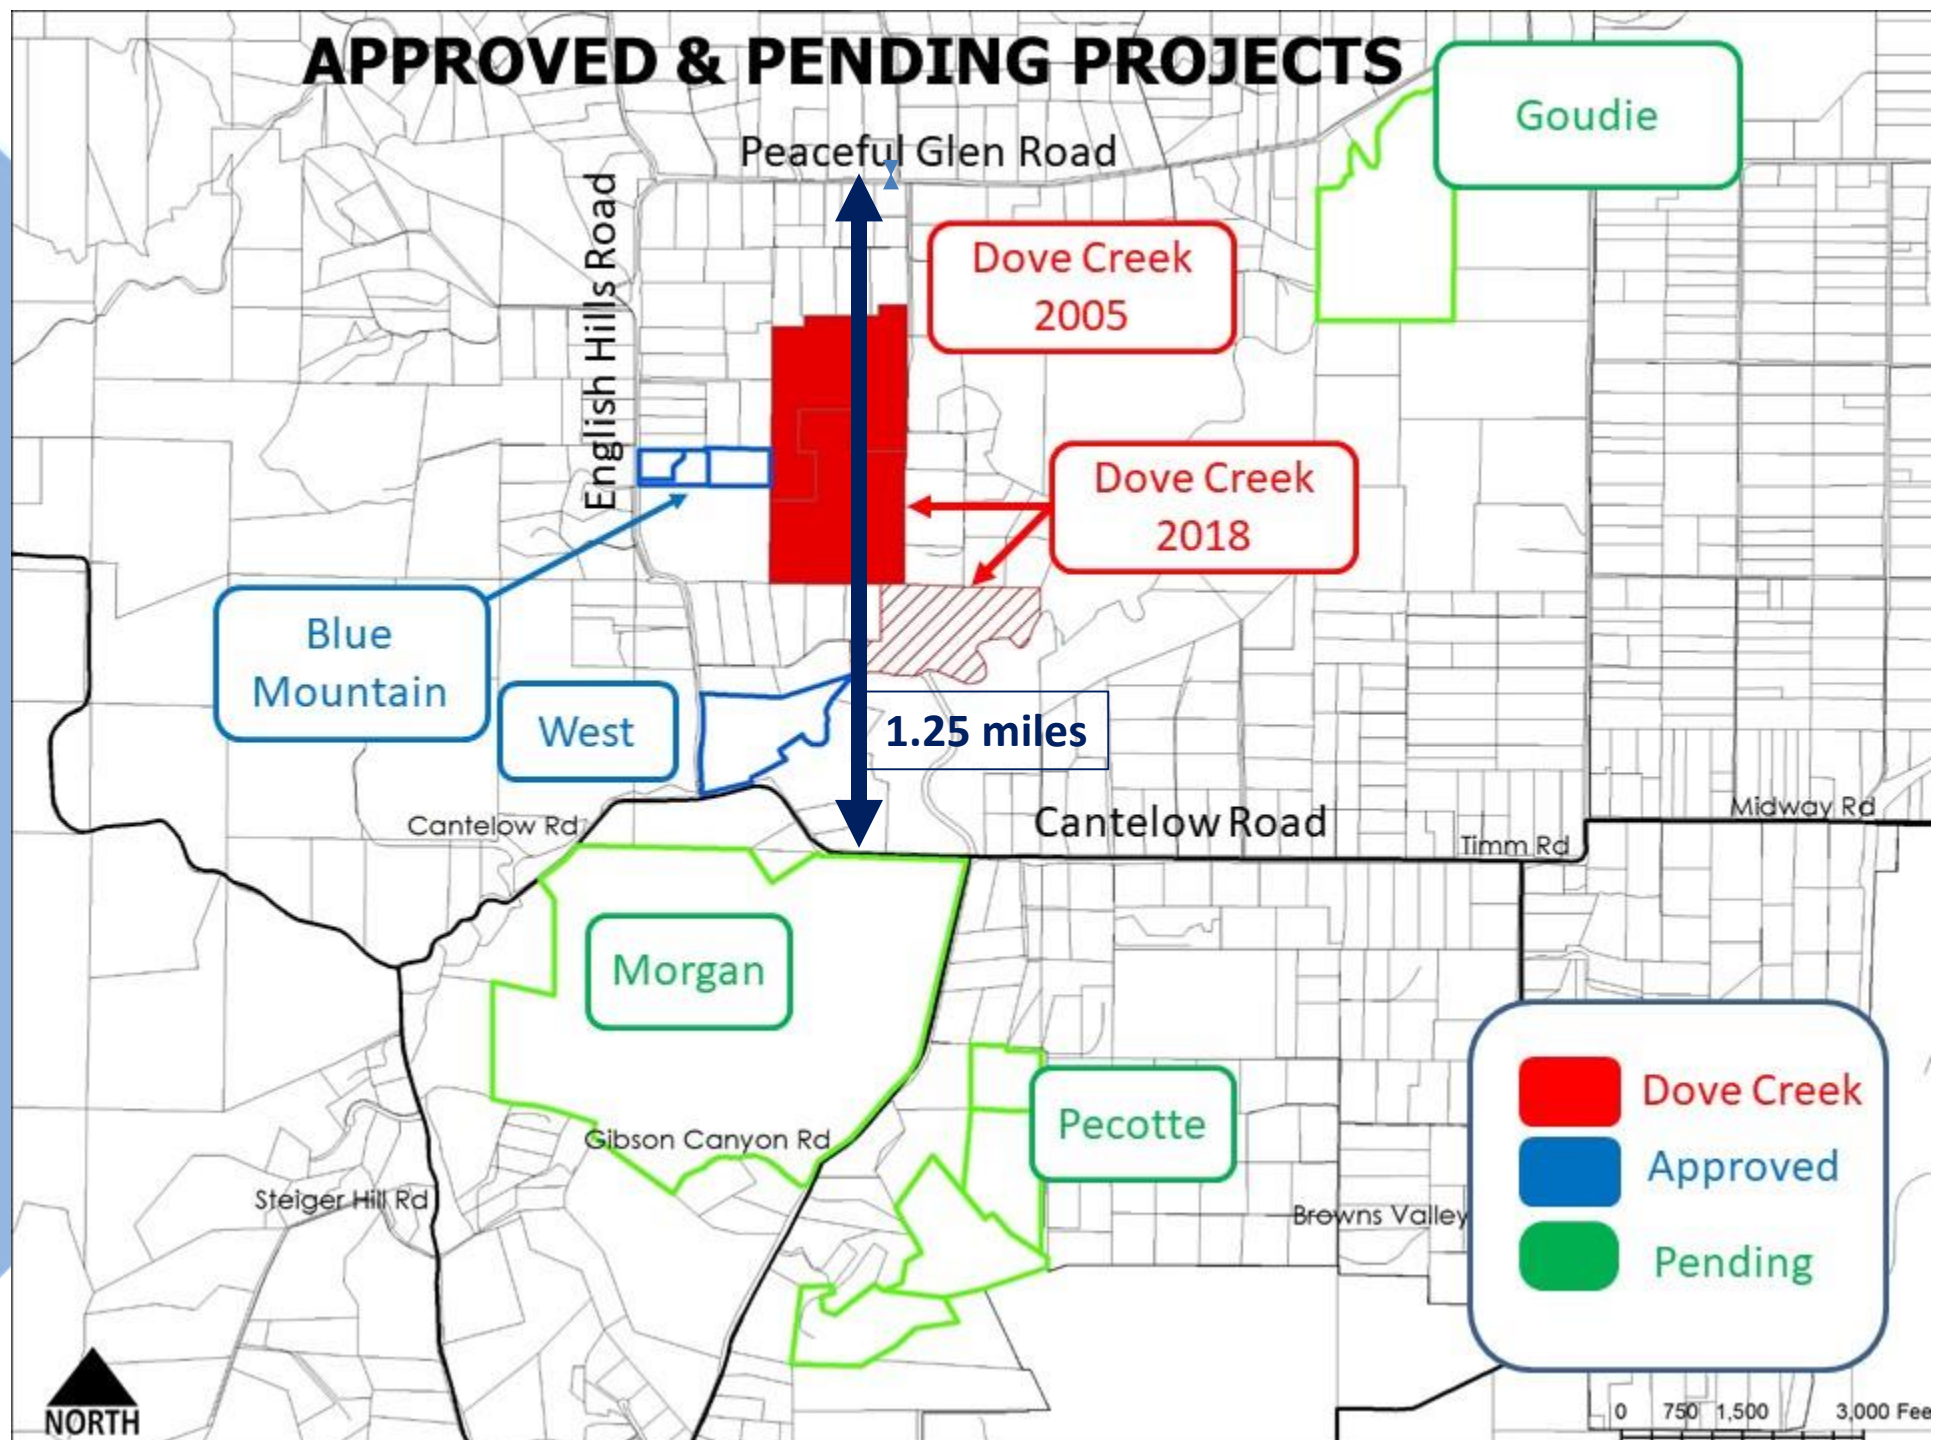 APPROVED & PENDING PROJECTS
Goudie
Peaceful Glen Road
English Hills Road
Dove Creek
2005
Dove Creek
2018
Blue
Mountain
West
1.25 miles
Cantelow Rd
Cantelow Road
Midway Rd
Timm Rd
Morgan
Pecotte
Gibson Canyon Rd
Steiger Hill Rd
Browns Valley
Dove Creek
Approved
Pending
NORTH
0 750 1,500 3,000 Fee